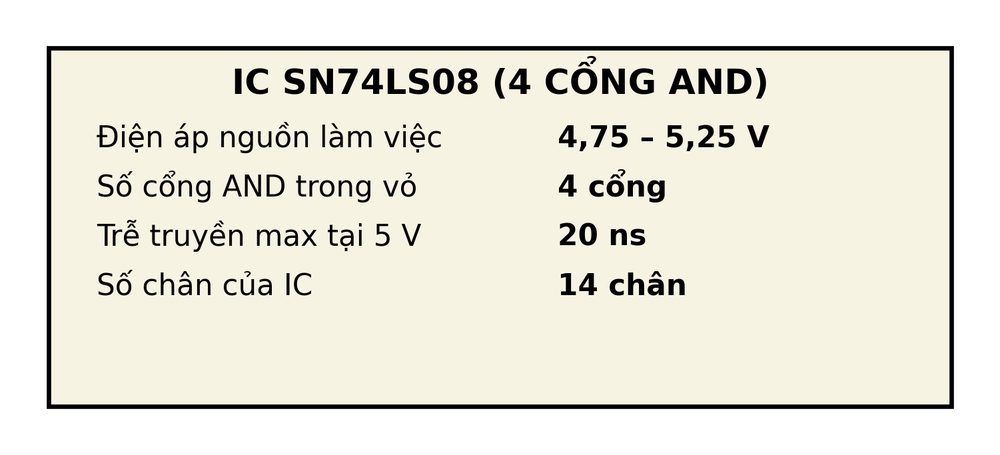 IC SN74LS08 (4 CỔNG AND)
Điện áp nguồn làm việc 4,75 – 5,25 V
Số cổng AND trong vỏ 4 cổng
Trễ truyền max tại 5 V 20 ns
Số chân của IC 14 chân